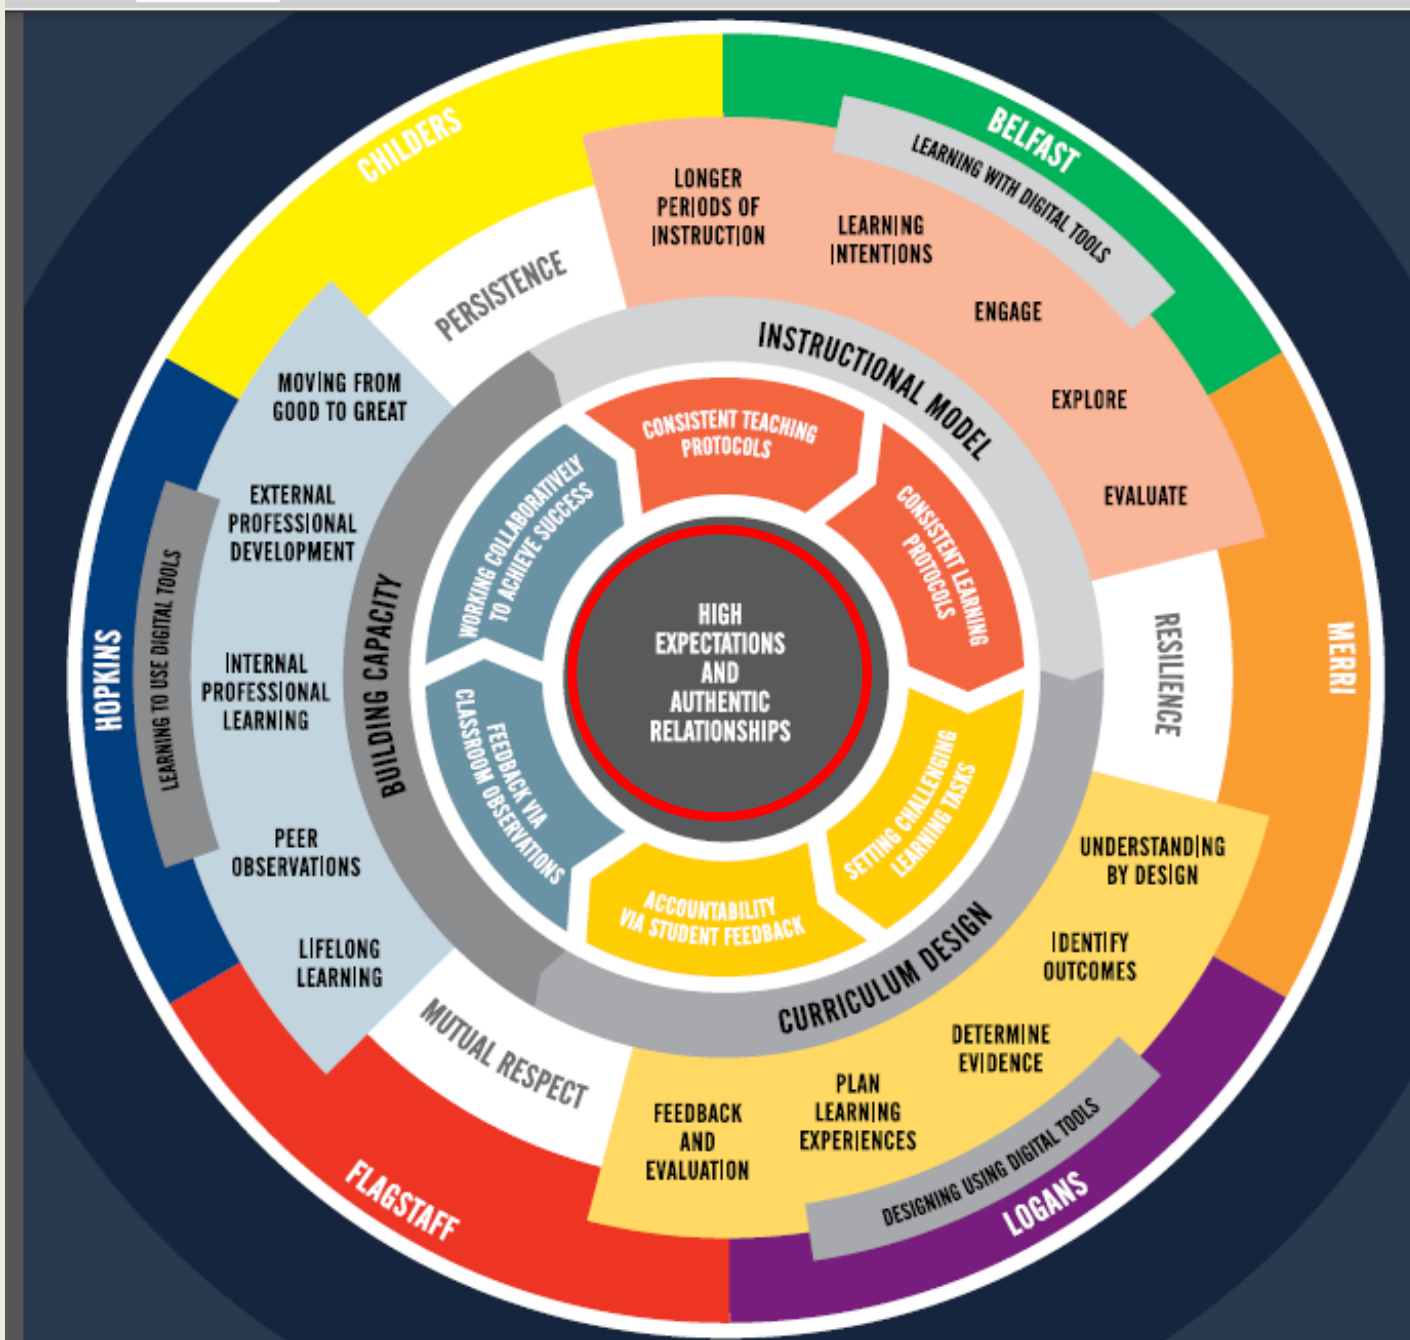 CHILDERS
BELFAST
MERRI
LOGANS
FLAGSTAFF
HOPKINS
LEARNING WITH DIGITAL TOOLS
LONGER
PERIODS OF
INSTRUCTION
LEARNING
INTENTIONS
ENGAGE
EXPLORE
EVALUATE
PERSISTENCE
RESILIENCE
MUTUAL RESPECT
INSTRUCTIONAL MODEL
CURRICULUM DESIGN
BUILDING CAPACITY
MOVING FROM
GOOD TO GREAT
EXTERNAL
PROFESSIONAL
DEVELOPMENT
INTERNAL
PROFESSIONAL
LEARNING
PEER
OBSERVATIONS
LIFELONG
LEARNING
LEARNING TO USE DIGITAL TOOLS
CONSISTENT TEACHING
PROTOCOLS
CONSISTENT LEARNING
PROTOCOLS
SETTING CHALLENGING
LEARNING TASKS
ACCOUNTABILITY
VIA STUDENT FEEDBACK
FEEDBACK VIA
CLASSROOM OBSERVATIONS
WORKING COLLABORATIVELY
TO ACHIEVE SUCCESS
HIGH
EXPECTATIONS
AND
AUTHENTIC
RELATIONSHIPS
UNDERSTANDING
BY DESIGN
IDENTIFY
OUTCOMES
DETERMINE
EVIDENCE
PLAN
LEARNING
EXPERIENCES
FEEDBACK
AND
EVALUATION
DESIGNING USING DIGITAL TOOLS